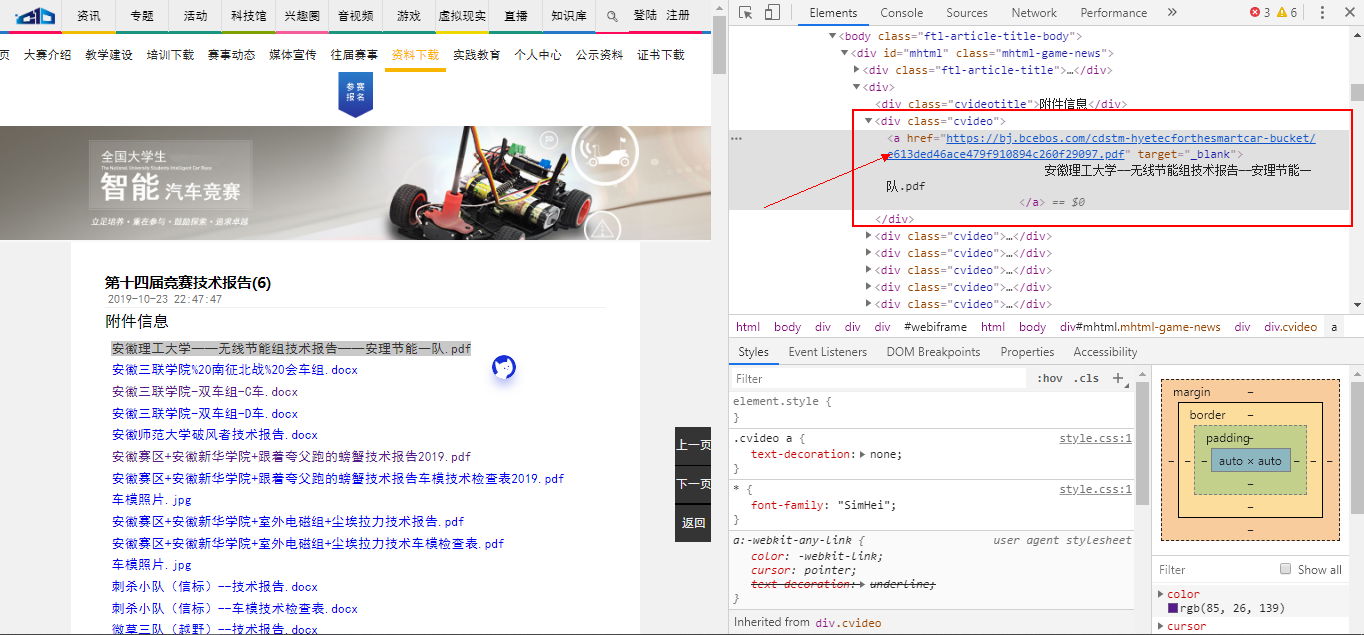 资讯 专题 活动 科技馆 兴趣圈 音视频 游戏 虚拟现实 直播 知识库 登陆 注册
页 大赛介绍 教学建设 培训下载 赛事动态 媒体宣传 往届赛事 资料下载 实践教育 个人中心 公示资料 证书下载
参赛
报名
全国大学生
The National University Students Intelligent Car Race
智能 汽车竞赛
立足培养·重在参与·鼓励探索·追求卓越
第十四届竞赛技术报告(6)
2019-10-23 22:47:47
附件信息
安徽理工大学——无线节能组技术报告——安理节能一队.pdf
安徽三联学院%20南征北战%20会车组.docx
安徽三联学院-双车组-C车.docx
安徽三联学院-双车组-D车.docx
安徽师范大学破风者技术报告.docx
安徽赛区+安徽新华学院+跟着夸父跑的螃蟹技术报告2019.pdf
安徽赛区+安徽新华学院+跟着夸父跑的螃蟹技术报告车模技术检查表2019.pdf
车模照片.jpg
安徽赛区+安徽新华学院+室外电磁组+尘埃拉力技术报告.pdf
安徽赛区+安徽新华学院+室外电磁组+尘埃拉力技术车模检查表.pdf
车模照片.jpg
刺杀小队（信标）--技术报告.docx
刺杀小队（信标）--车模技术检查表.docx
微草三队（越野）--技术报告.docx
上一页
下一页
返回
Elements Console Sources Network Performance » 3 6
▼<body class="ftl-article-title-body">
▼<div id="mhtml" class="mhtml-game-news">
▶<div class="ftl-article-title">…</div>
▼<div>
<div class="cvideotitle">附件信息</div>
▼<div class="cvideo">
<a href="https://bj.bcebos.com/cdstm-hyetecforthesmartcar-bucket/
e613ded46ace479f910894c260f29097.pdf" target="_blank">
安徽理工大学——无线节能组技术报告——安理节能一
队.pdf
</a> == $0
</div>
▶<div class="cvideo">…</div>
▶<div class="cvideo">…</div>
▶<div class="cvideo">…</div>
▶<div class="cvideo">…</div>
▶<div class="cvideo">…</div>
html body div div div #webiframe html body div#mhtml.mhtml-game-news div div.cvideo a
Styles Event Listeners DOM Breakpoints Properties Accessibility
Filter :hov .cls +
element.style {
}
.cvideo a { style.css:1
text-decoration:▶ none;
}
* { style.css:1
font-family: "SimHei";
}
a:-webkit-any-link { user agent stylesheet
color: -webkit-link;
cursor: pointer;
text-decoration:▶ underline;
}
Inherited from div.cvideo
margin –
border –
padding –
– – – auto × auto – – –
–
–
–
Filter Show all
▶color
rgb(85, 26, 139)
▶cursor